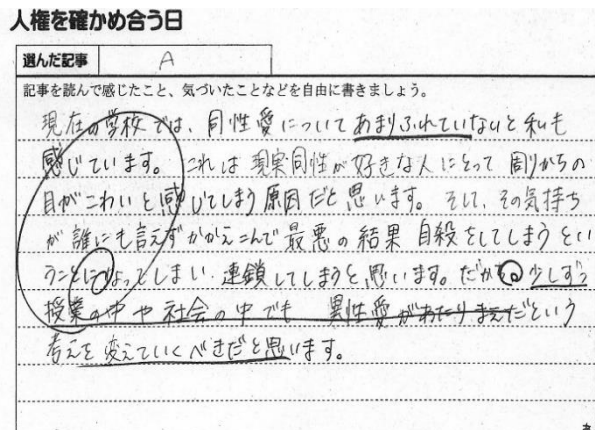 人権を確かめ合う日
選んだ記事 A
記事を読んで感じたこと、気づいたことなどを自由に書きましょう。
現在の学校では、同性愛についてあまりふれていないと私も
感じています。これは現実同性が好きな人にとって周りからの
目がこわいと感じてしまう原因だと思います。そして、その気持ち
が誰にも言えずかかえこんで最悪の結果自殺をしてしまうとい
うことになってしまい、連鎖してしまうと思います。だから少しずつ
授業の中や社会の中でも異性愛があたりまえだという
考えを変えていくべきだと思います。